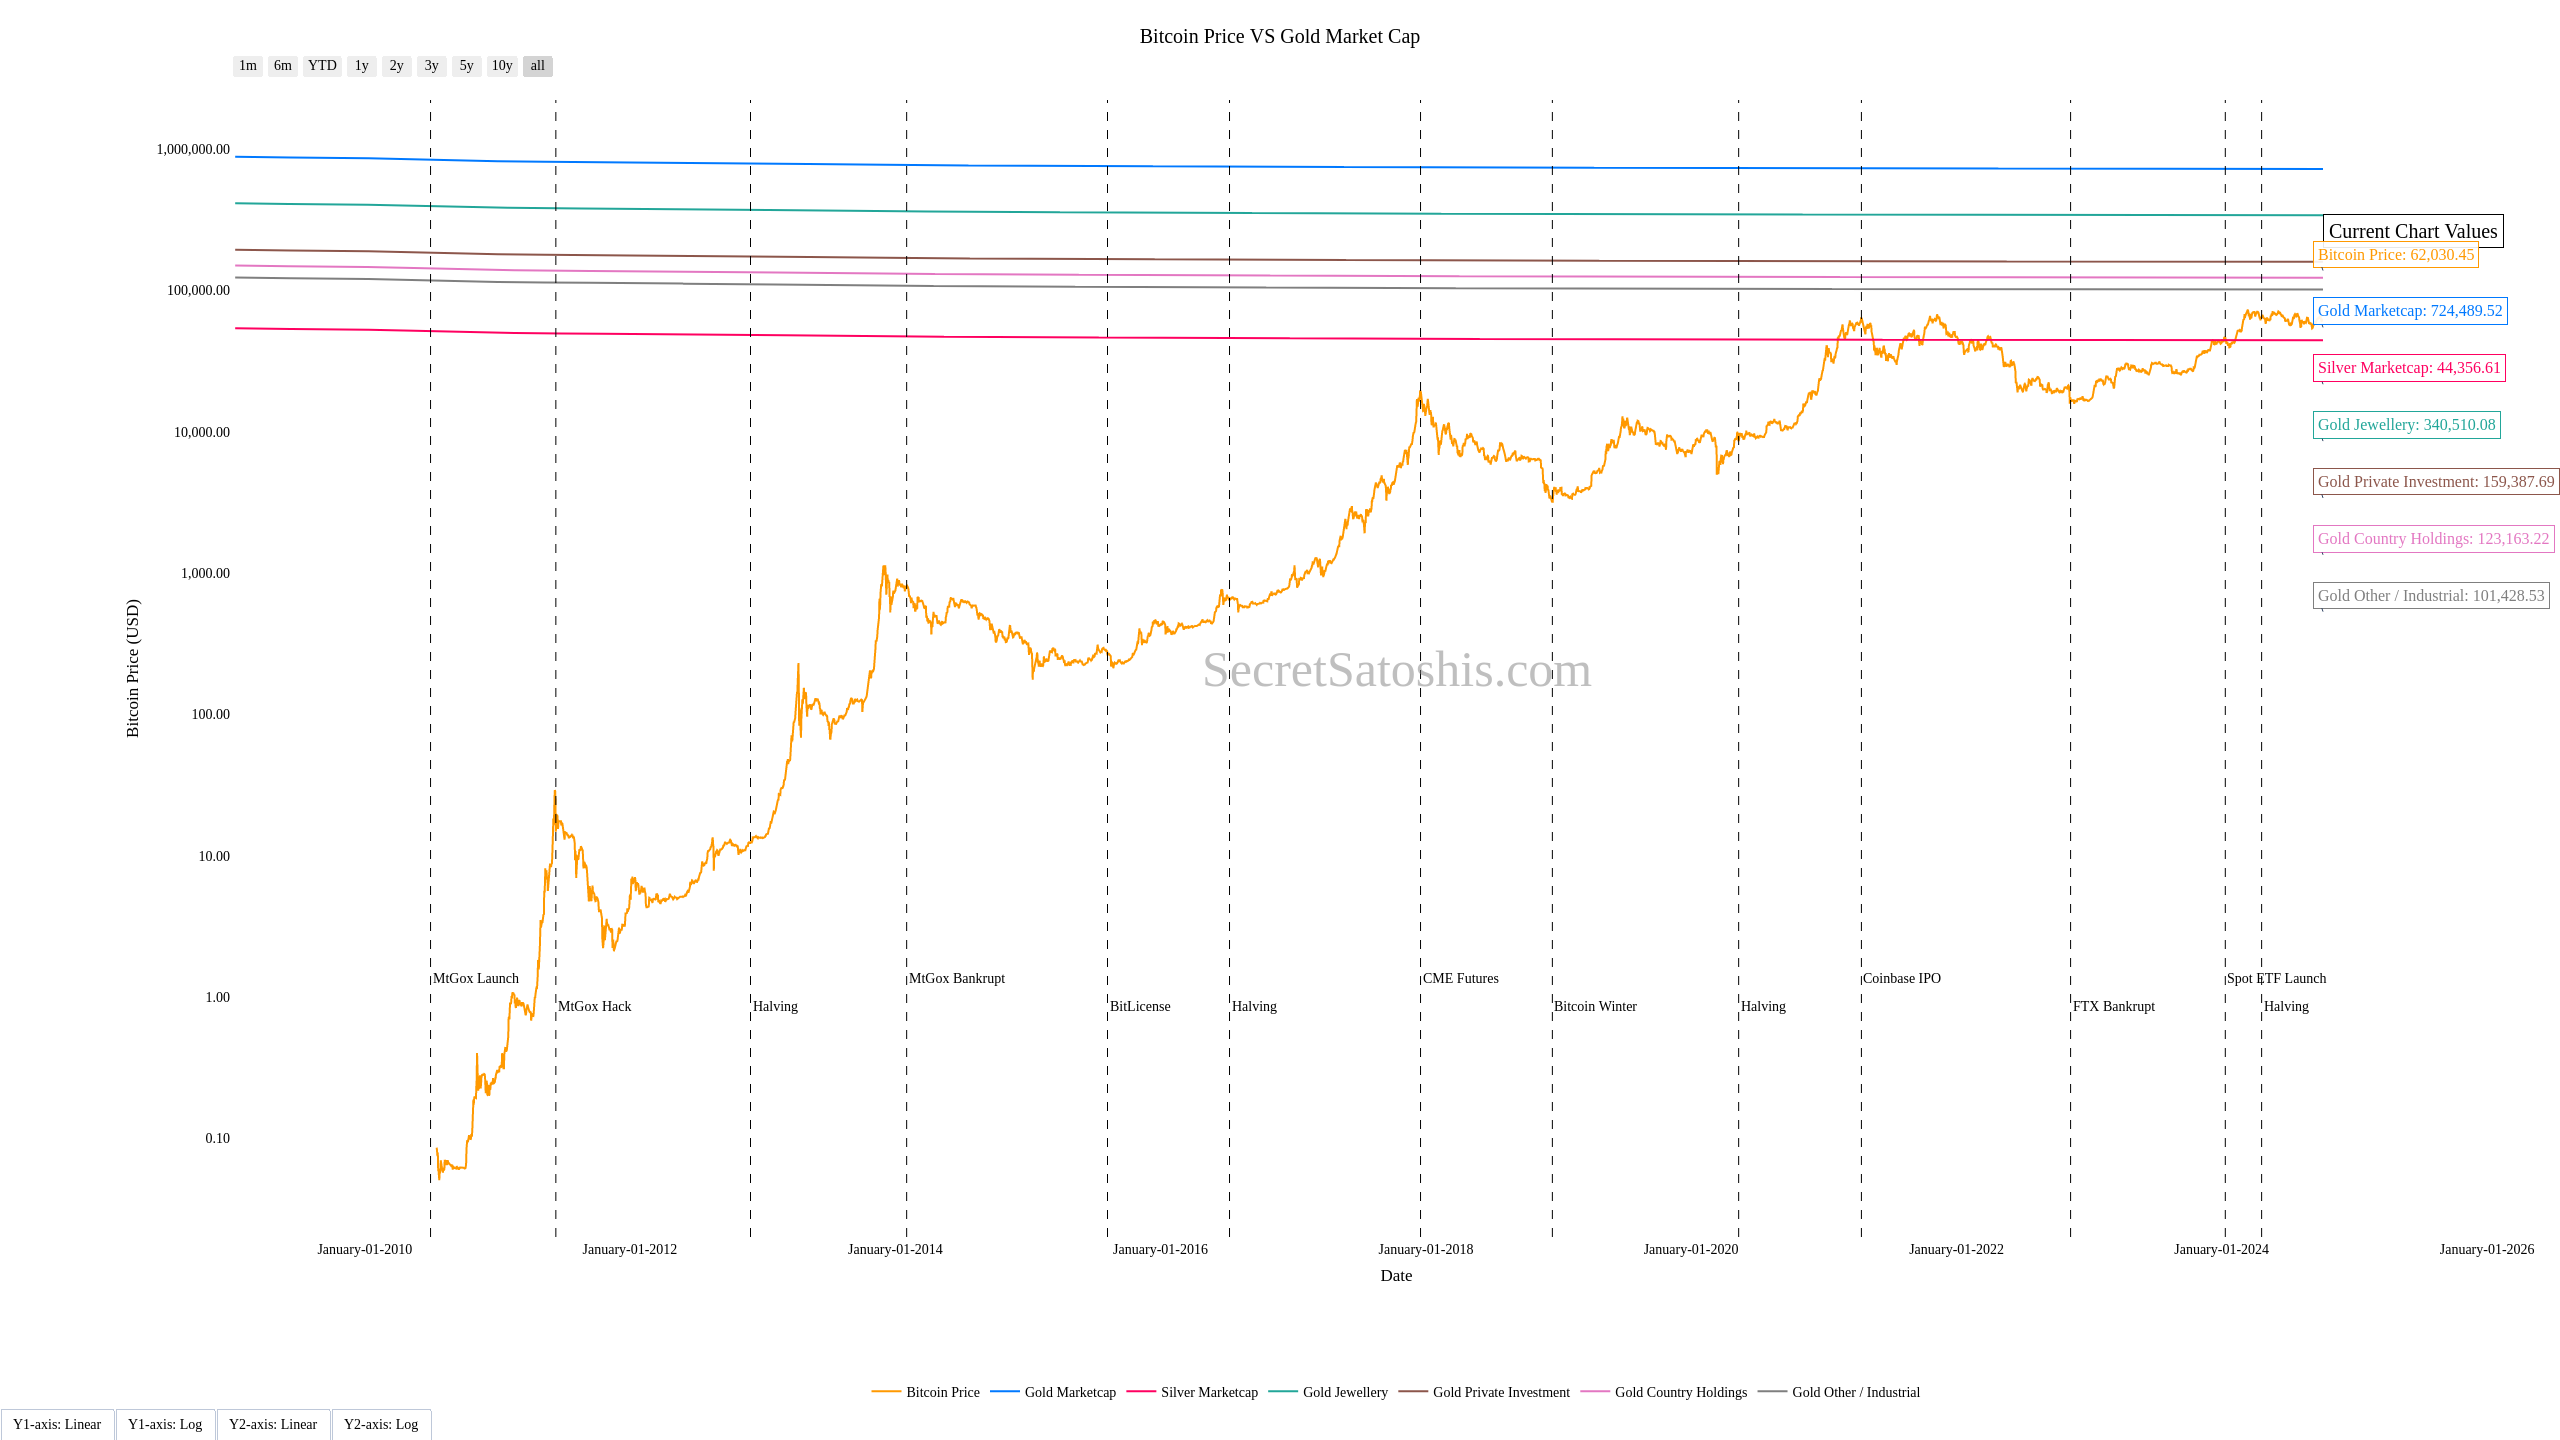 Bitcoin Price VS Gold Market Cap
1m 6m YTD 1y 2y 3y 5y 10y all
1,000,000.00
100,000.00
10,000.00
1,000.00
100.00
10.00
1.00
0.10
Bitcoin Price (USD)
Current Chart Values
Bitcoin Price: 62,030.45
Gold Marketcap: 724,489.52
Silver Marketcap: 44,356.61
Gold Jewellery: 340,510.08
Gold Private Investment: 159,387.69
Gold Country Holdings: 123,163.22
Gold Other / Industrial: 101,428.53
SecretSatoshis.com
MtGox Launch
MtGox Hack
Halving
MtGox Bankrupt
BitLicense
Halving
CME Futures
Bitcoin Winter
Halving
Coinbase IPO
FTX Bankrupt
Spot ETF Launch
Halving
January-01-2010 January-01-2012 January-01-2014 January-01-2016 January-01-2018 January-01-2020 January-01-2022 January-01-2024 January-01-2026
Date
Bitcoin Price Gold Marketcap Silver Marketcap Gold Jewellery Gold Private Investment Gold Country Holdings Gold Other / Industrial
Y1-axis: Linear Y1-axis: Log Y2-axis: Linear Y2-axis: Log